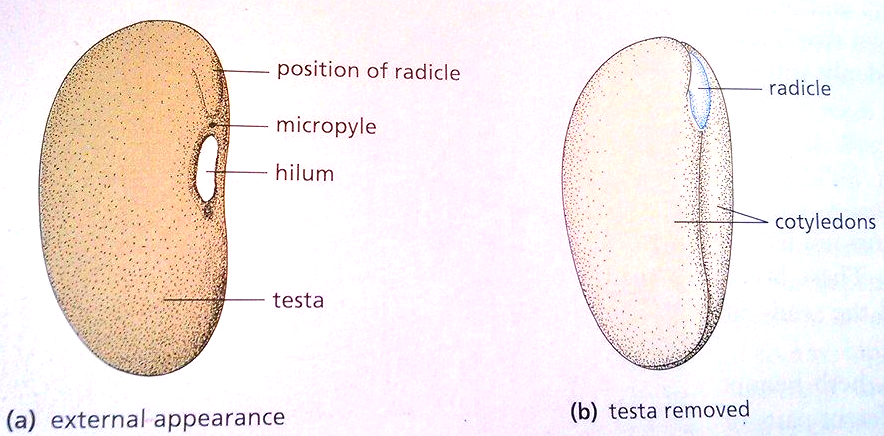 position of radicle
micropyle
hilum
testa
(a) external appearance
radicle
cotyledons
(b) testa removed